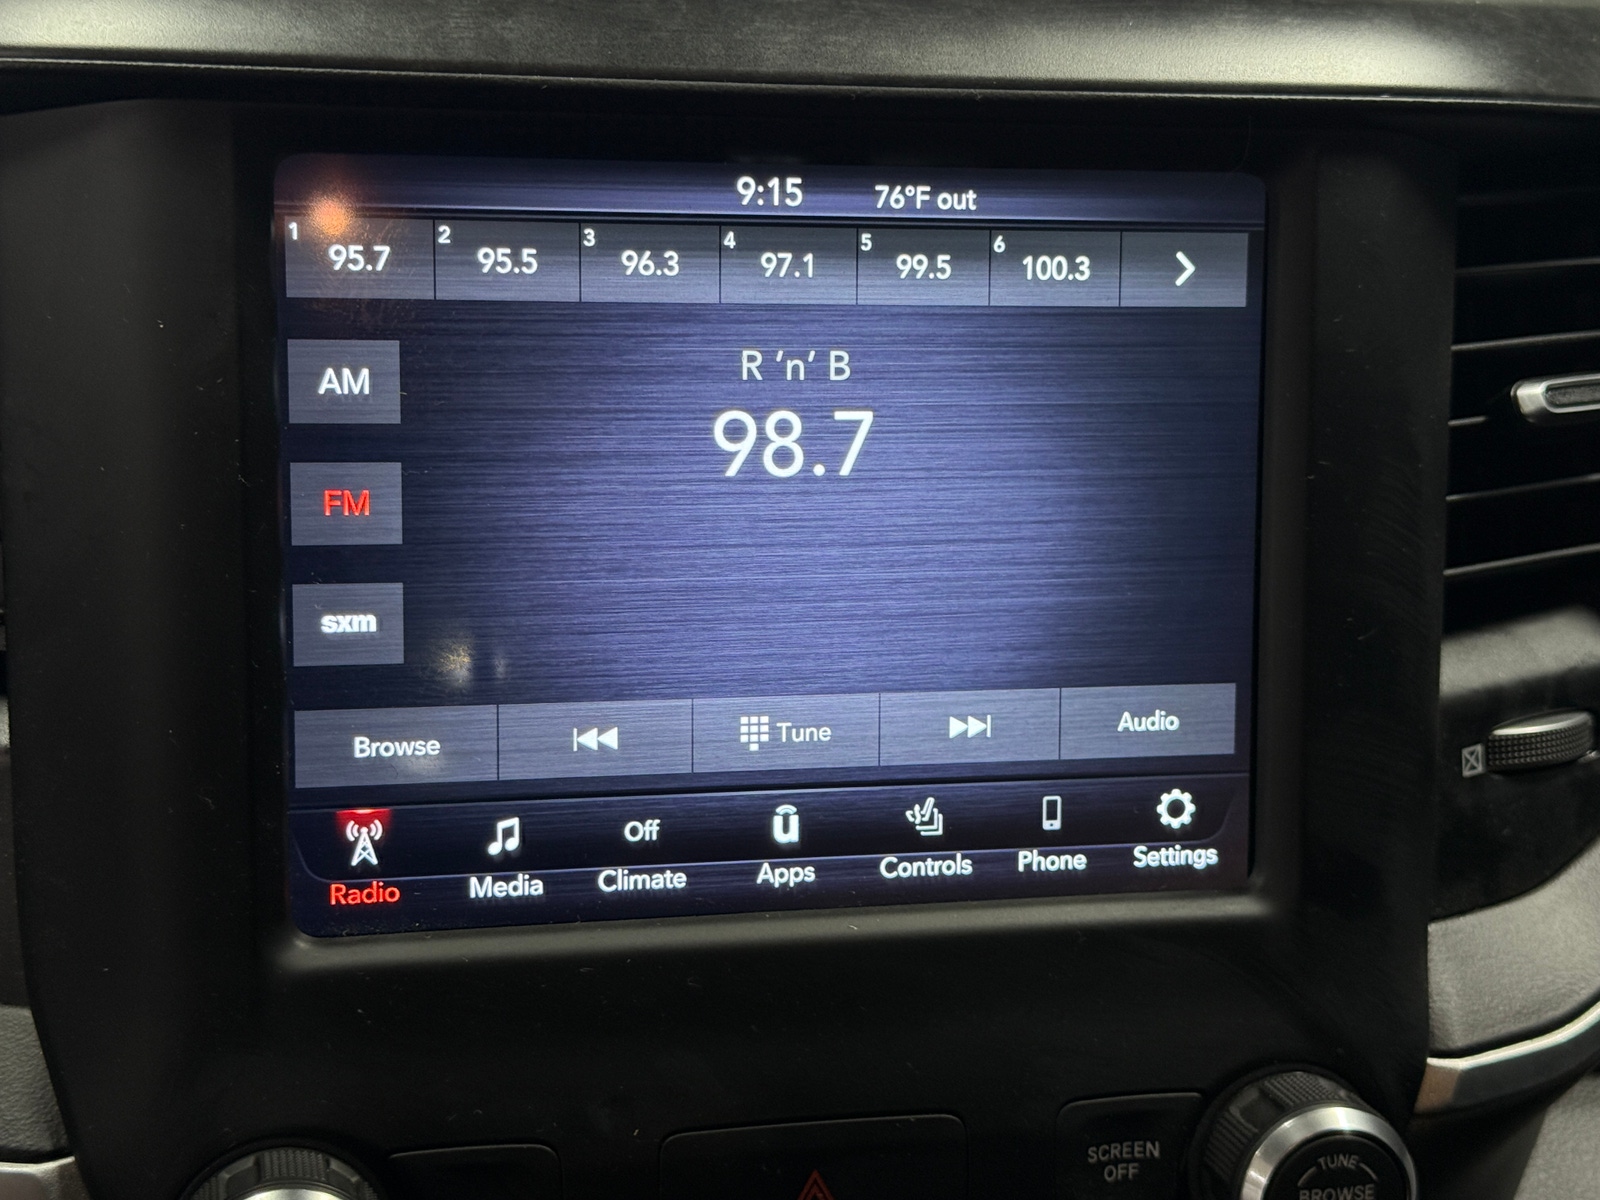 9:15 76°F out
1 95.7 2 95.5 3 96.3 4 97.1 5 99.5 6 100.3
R 'n' B
AM
98.7
FM
sxm
Browse Tune Audio
Off
Radio Media Climate Apps Controls Phone Settings
SCREEN
OFF
TUNE
BROWSE